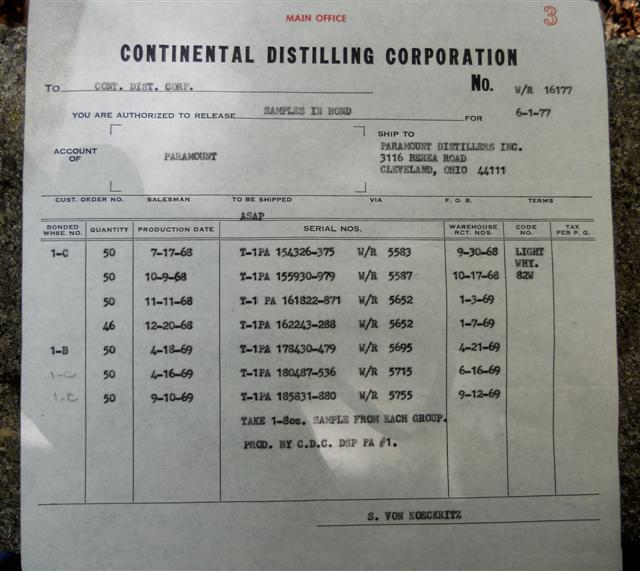 MAIN OFFICE 3
CONTINENTAL DISTILLING CORPORATION
TO CONT. DIST. CORP. No. W/R 16177
YOU ARE AUTHORIZED TO RELEASE SAMPLES IN BOND FOR 6-1-77
ACCOUNT OF PARAMOUNT
SHIP TO
PARAMOUNT DISTILLERS INC.
3116 BEREA ROAD
CLEVELAND, OHIO 44111
CUST. ORDER NO. SALESMAN TO BE SHIPPED VIA F. O. B. TERMS
ASAP
BONDED WHSE. NO. QUANTITY PRODUCTION DATE SERIAL NOS. WAREHOUSE RCT. NOS. CODE NO. TAX PER P. G.
1-C 50 7-17-68 T-1PA 154326-375 W/R 5583 9-30-68 LIGHT
WHY.
50 10-9-68 T-1PA 155930-979 W/R 5587 10-17-68 82W
50 11-11-68 T-1 PA 161822-871 W/R 5652 1-3-69
46 12-20-68 T-1PA 162243-288 W/R 5652 1-7-69
1-B 50 4-18-69 T-1PA 178430-479 W/R 5695 4-21-69
1-C 50 4-16-69 T-1PA 180487-536 W/R 5715 6-16-69
1-C 50 9-10-69 T-1PA 185831-880 W/R 5755 9-12-69
TAKE 1-8oz. SAMPLE FROM EACH GROUP.
PROD. BY C.D.C. DSP PA #1.
S. VON KOECKRITZ